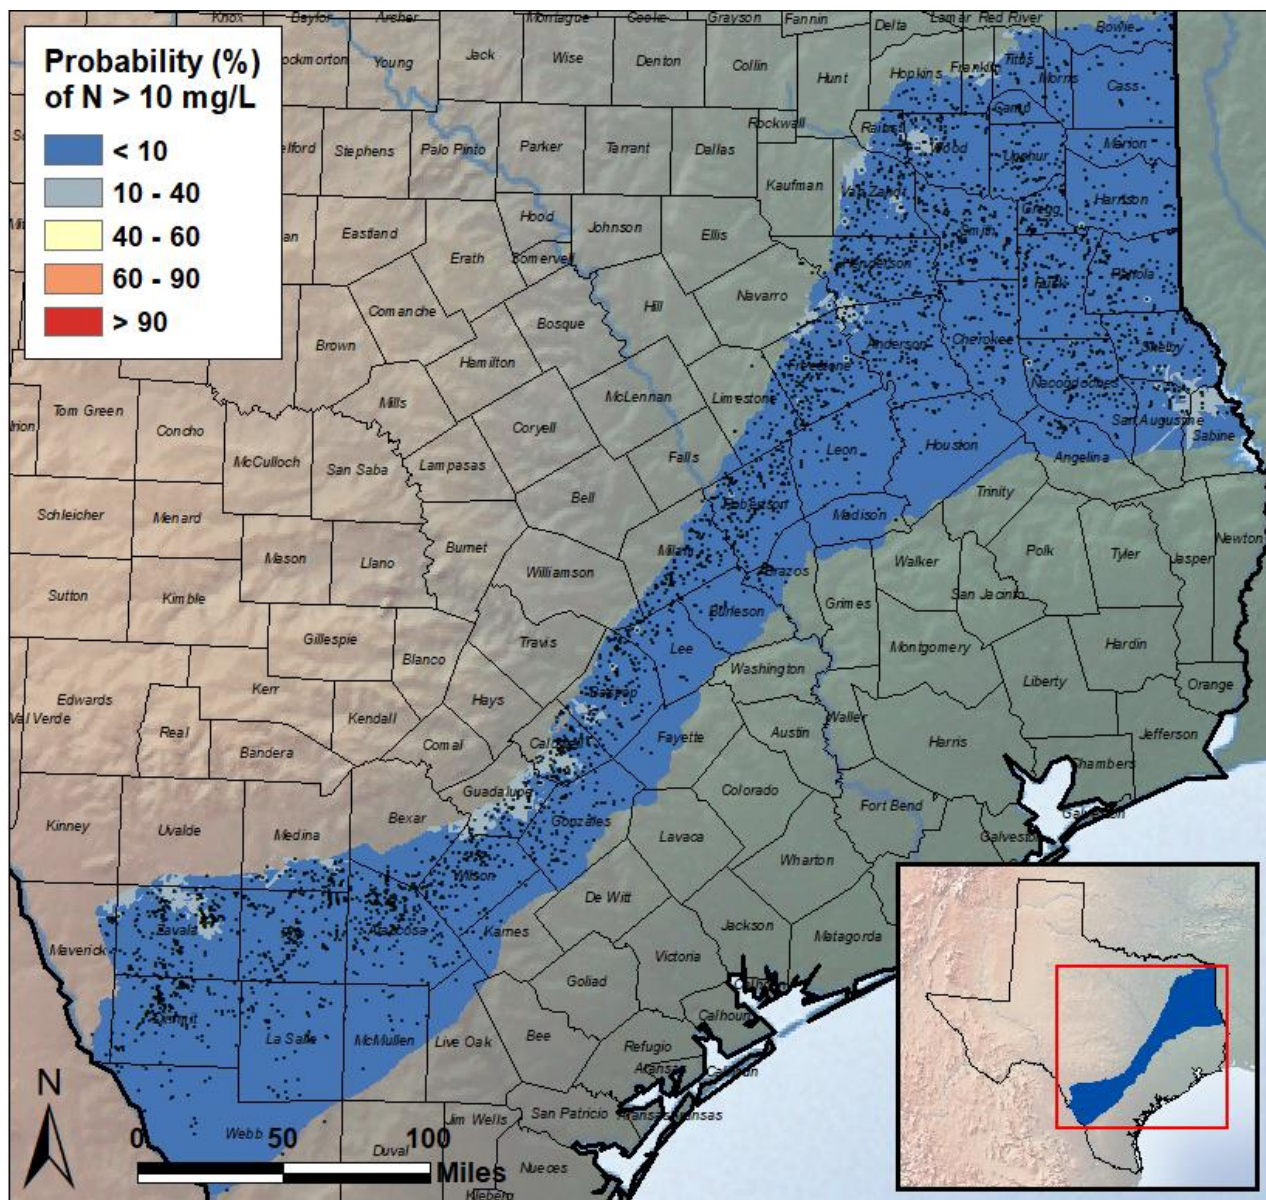 Probability (%)
of N > 10 mg/L
< 10
10 - 40
40 - 60
60 - 90
> 90
Knox
Baylor
Archer
Montague
Cooke
Grayson
Fannin
Lamar
Red River
Bowie
Delta
Young
Jack
Wise
Denton
Collin
Hunt
Hopkins
Franklin
Titus
Morris
Cass
Rockwall
Rains
Wood
Camp
Upshur
Marion
Stephens
Palo Pinto
Parker
Tarrant
Dallas
Kaufman
Van Zandt
Gregg
Harrison
Eastland
Hood
Johnson
Ellis
Smith
Erath
Somervell
Henderson
Rusk
Panola
Comanche
Hill
Navarro
Brown
Bosque
Hamilton
Freestone
Anderson
Cherokee
Shelby
Nacogdoches
Tom Green
Concho
Mills
McLennan
Limestone
San Augustine
Sabine
McCulloch
San Saba
Lampasas
Coryell
Falls
Leon
Houston
Angelina
Schleicher
Menard
Bell
Robertson
Madison
Trinity
Mason
Llano
Burnet
Milam
Brazos
Walker
Polk
Tyler
Jasper
Newton
Sutton
Kimble
Williamson
Burleson
Grimes
San Jacinto
Gillespie
Blanco
Travis
Lee
Washington
Montgomery
Hardin
Liberty
Orange
Edwards
Kerr
Hays
Bastrop
Val Verde
Real
Kendall
Bandera
Comal
Caldwell
Fayette
Austin
Waller
Harris
Jefferson
Chambers
Kinney
Uvalde
Medina
Bexar
Guadalupe
Gonzales
Colorado
Fort Bend
Galveston
Galveston
Lavaca
Wharton
Wilson
De Witt
Maverick
Zavala
Atascosa
Karnes
Jackson
Matagorda
Victoria
Goliad
Calhoun
Calhoun
Dimmit
La Salle
McMullen
Live Oak
Bee
Refugio
Aransas
Calhoun
San Patricio
Aransas
Jim Wells
Webb
Duval
Nueces
Kleberg
N
0 50 100
Miles